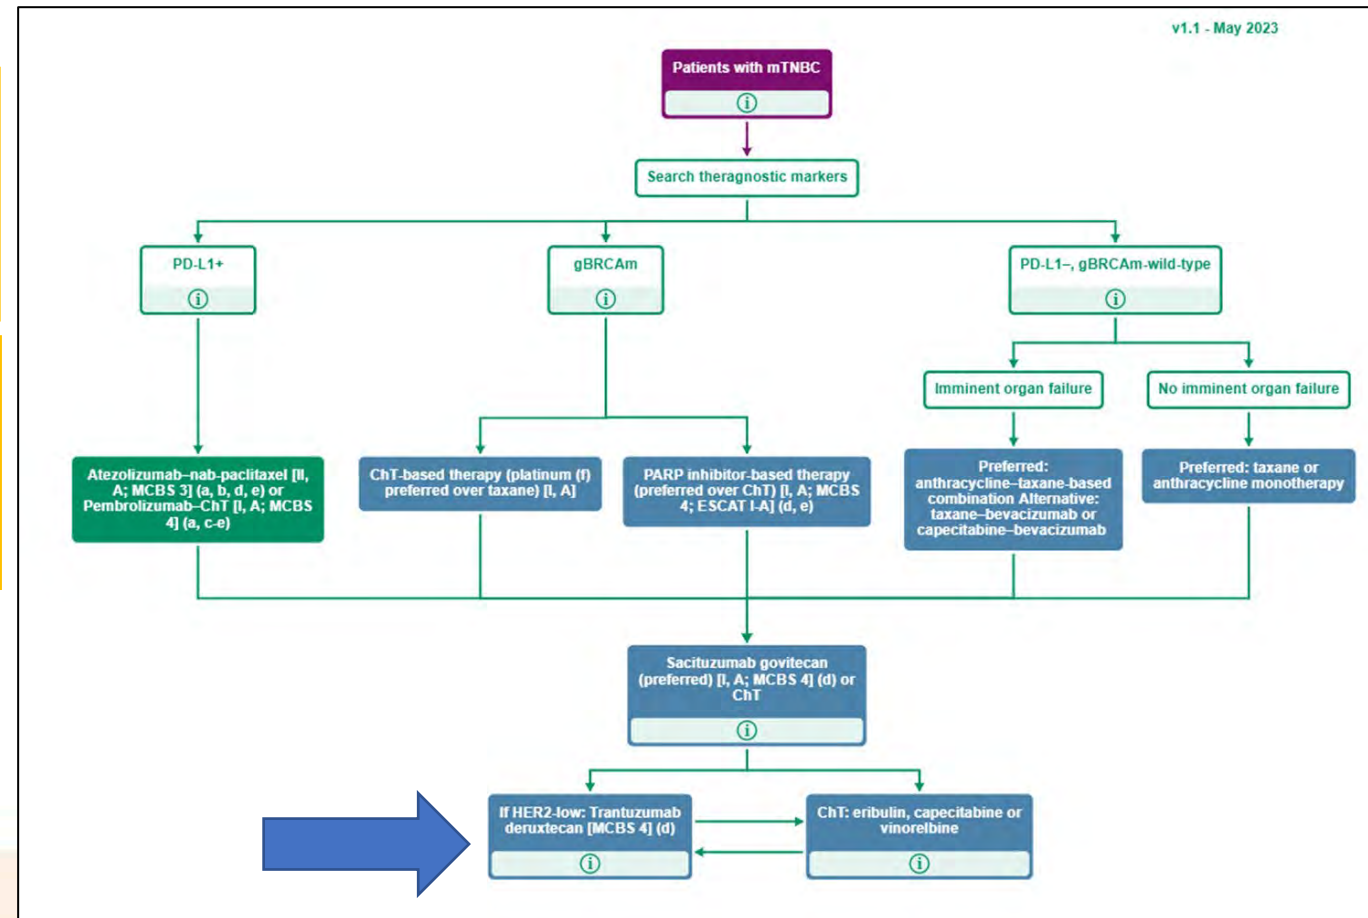 v1.1 - May 2023
Patients with mTNBC
i
Search theragnostic markers
PD-L1+
i
gBRCAm
i
PD-L1–, gBRCAm-wild-type
i
Imminent organ failure
No imminent organ failure
Atezolizumab–nab-paclitaxel [II,
A; MCBS 3] (a, b, d, e) or
Pembrolizumab–ChT [I, A; MCBS
4] (a, c-e)
ChT-based therapy (platinum (f)
preferred over taxane) [I, A]
PARP inhibitor-based therapy
(preferred over ChT) [I, A; MCBS
4; ESCAT I-A] (d, e)
Preferred:
anthracycline–taxane-based
combination Alternative:
taxane–bevacizumab or
capecitabine–bevacizumab
Preferred: taxane or
anthracycline monotherapy
Sacituzumab govitecan
(preferred) [I, A; MCBS 4] (d) or
ChT
i
If HER2-low: Trantuzumab
deruxtecan [MCBS 4] (d)
i
ChT: eribulin, capecitabine or
vinorelbine
i